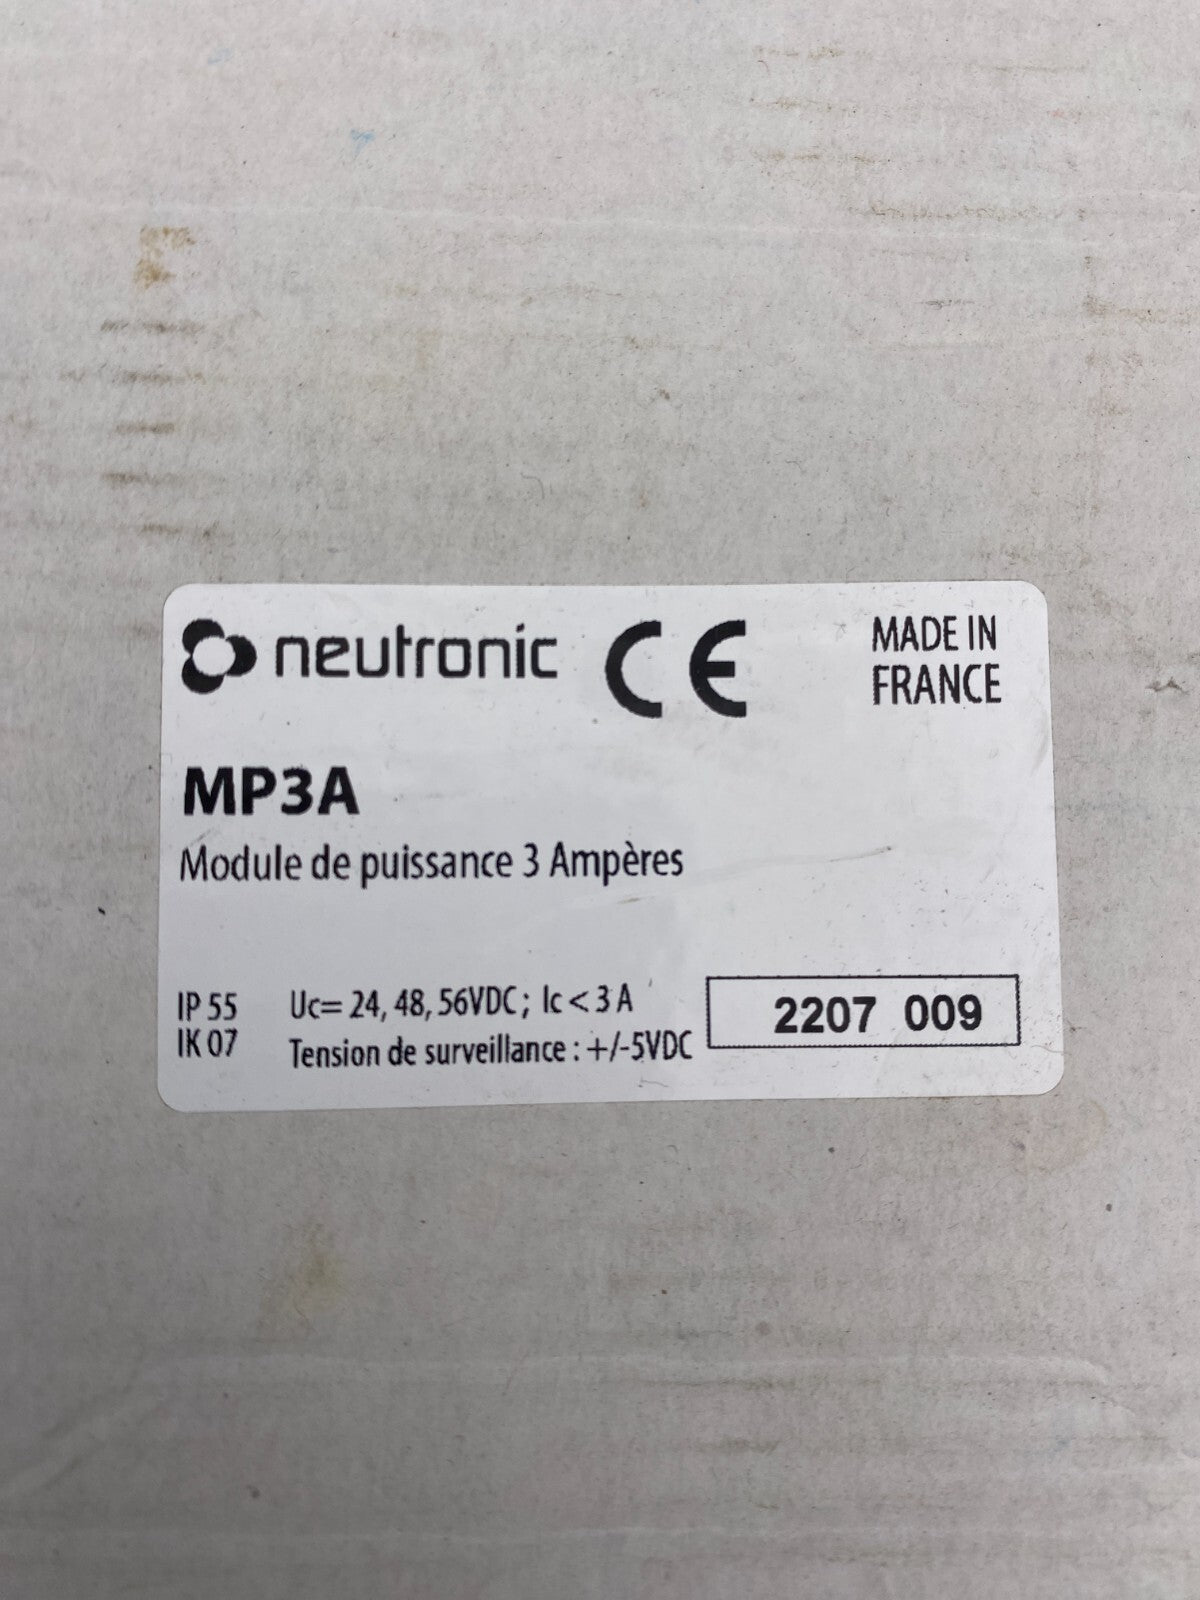 neutronic CE
MADE IN
FRANCE
MP3A
Module de puissance 3 Ampères
IP 55 Uc= 24, 48, 56VDC ; Ic < 3 A
IK 07 Tension de surveillance : +/-5VDC
2207 009